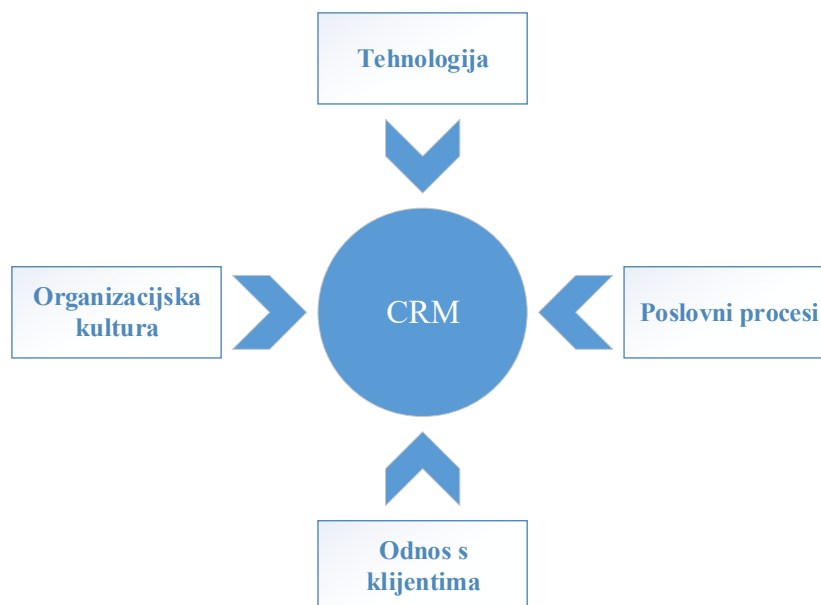 Tehnologija
Organizacijska
kultura
CRM
Poslovni procesi
Odnos s
klijentima